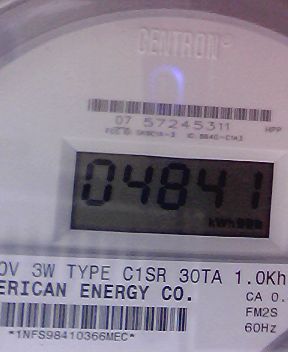 CENTRON®
07 57245311
HPP
04841
kWh
0V 3W TYPE C1SR 30TA 1.0Kh
ERICAN ENERGY CO.
CA 0.
FM2S
60Hz
*1NFS98410366MEC*